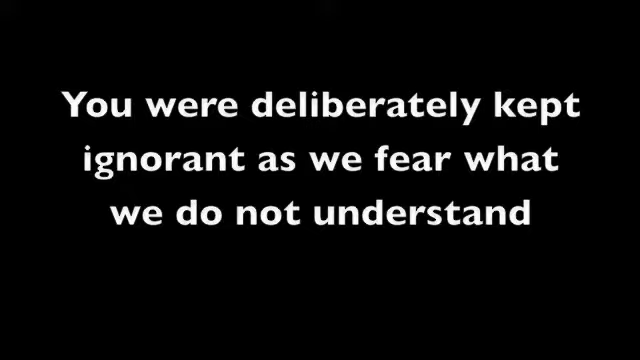 You were deliberately kept
ignorant as we fear what
we do not understand